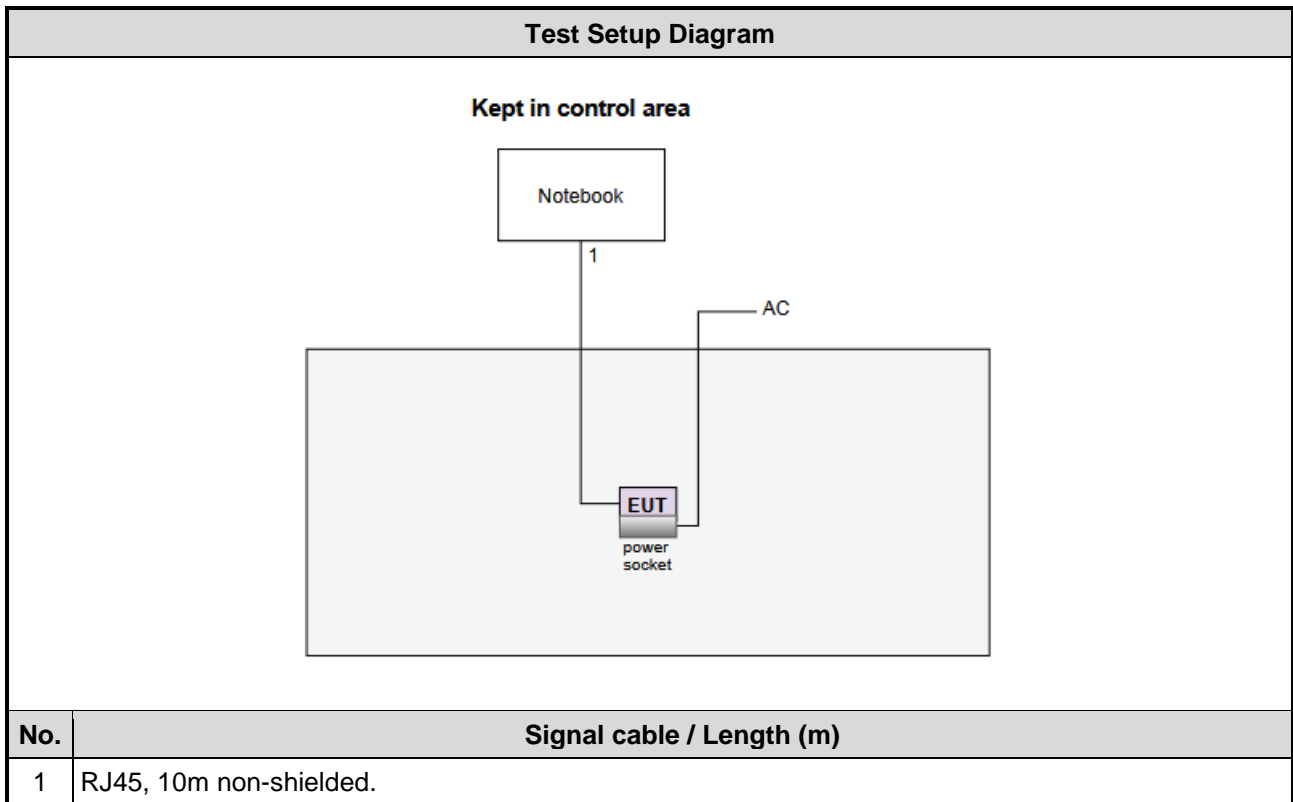 Test Setup Diagram
Kept in control area
Notebook
1
AC
EUT
power
socket
No. Signal cable / Length (m)
1 RJ45, 10m non-shielded.